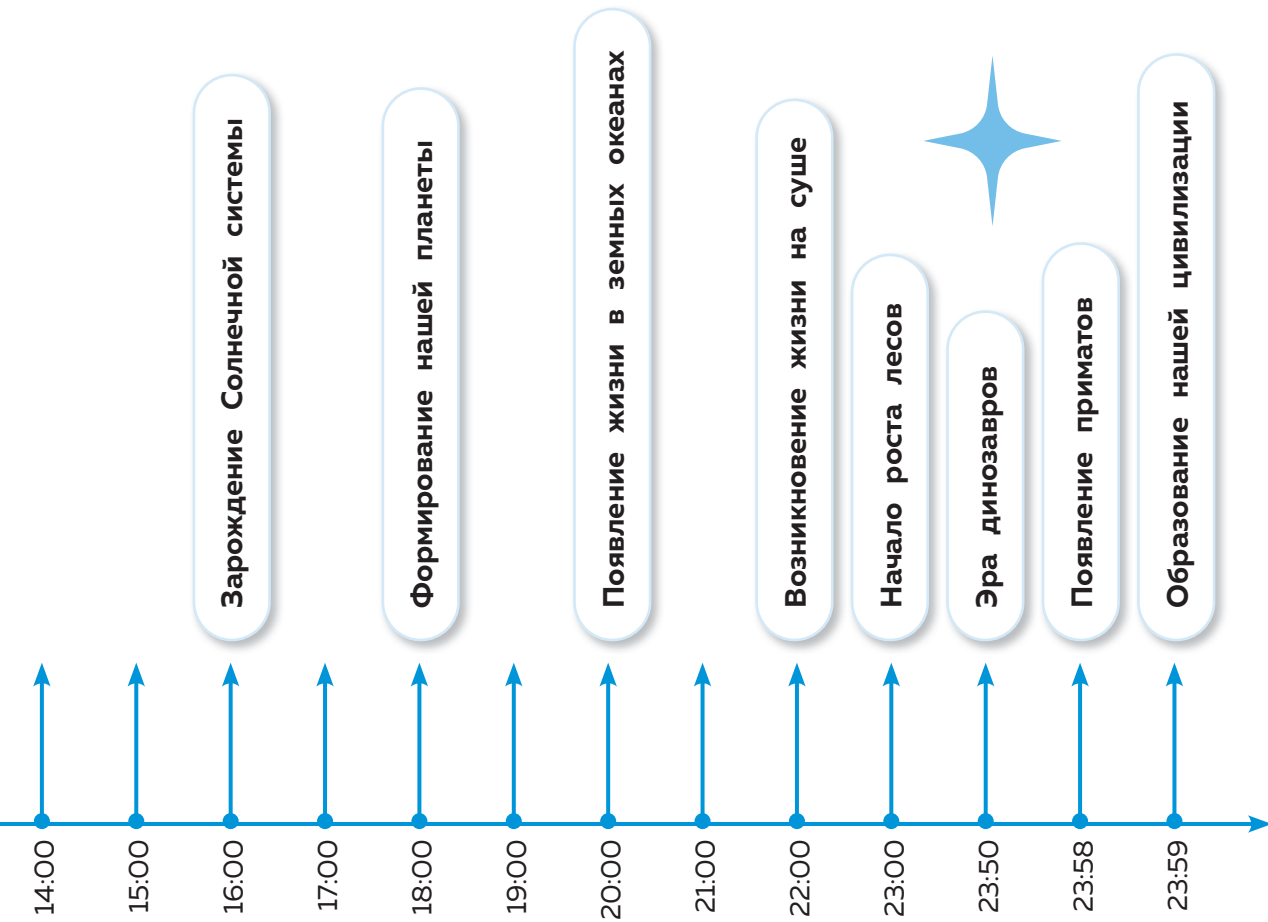 Зарождение Солнечной системы
Формирование нашей планеты
Появление жизни в земных океанах
Возникновение жизни на суше
Начало роста лесов
Эра динозавров
Появление приматов
Образование нашей цивилизации
14:00
15:00
16:00
17:00
18:00
19:00
20:00
21:00
22:00
23:00
23:50
23:58
23:59